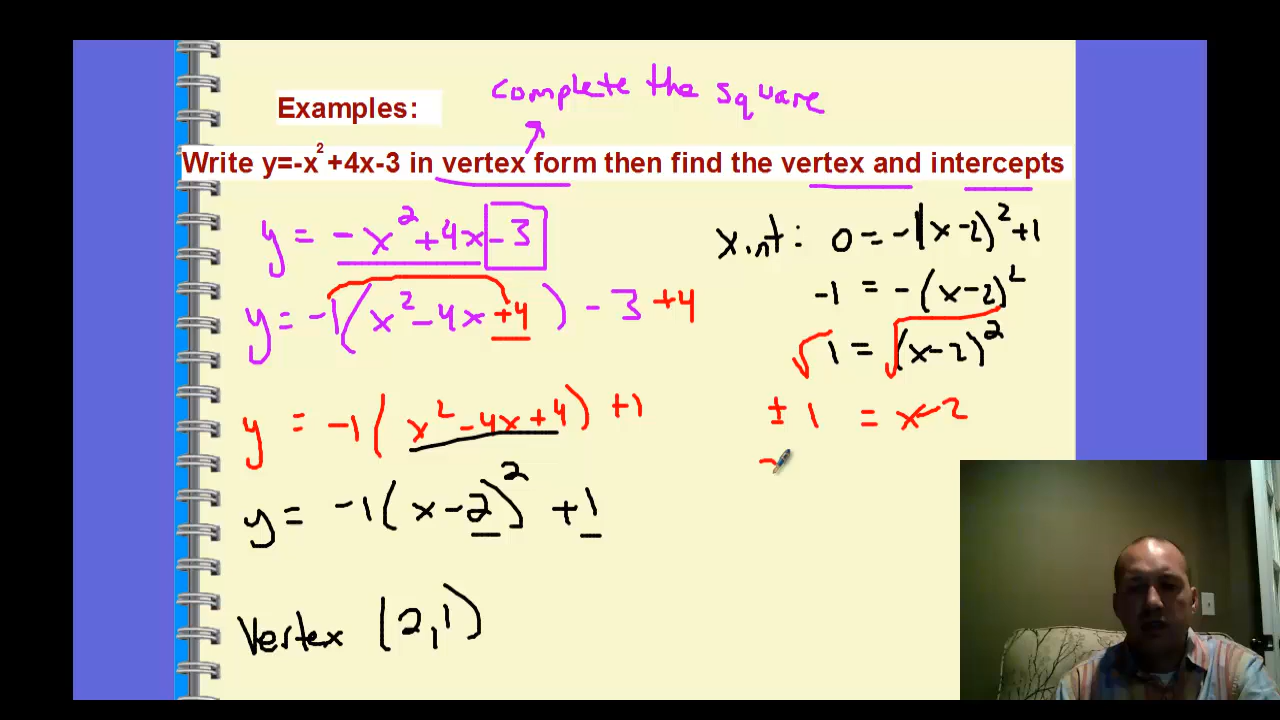 complete the square
Examples:
Write y=-x²+4x-3 in vertex form then find the vertex and intercepts
y = -x²+4x-3
y = -1(x²-4x+4) -3 +4
y = -1(x²-4x+4) +1
y = -1(x-2)² +1
Vertex (2,1)
x.int: 0=-1(x-2)²+1
-1 = -(x-2)²
√1 = √(x-2)²
± 1 = x-2